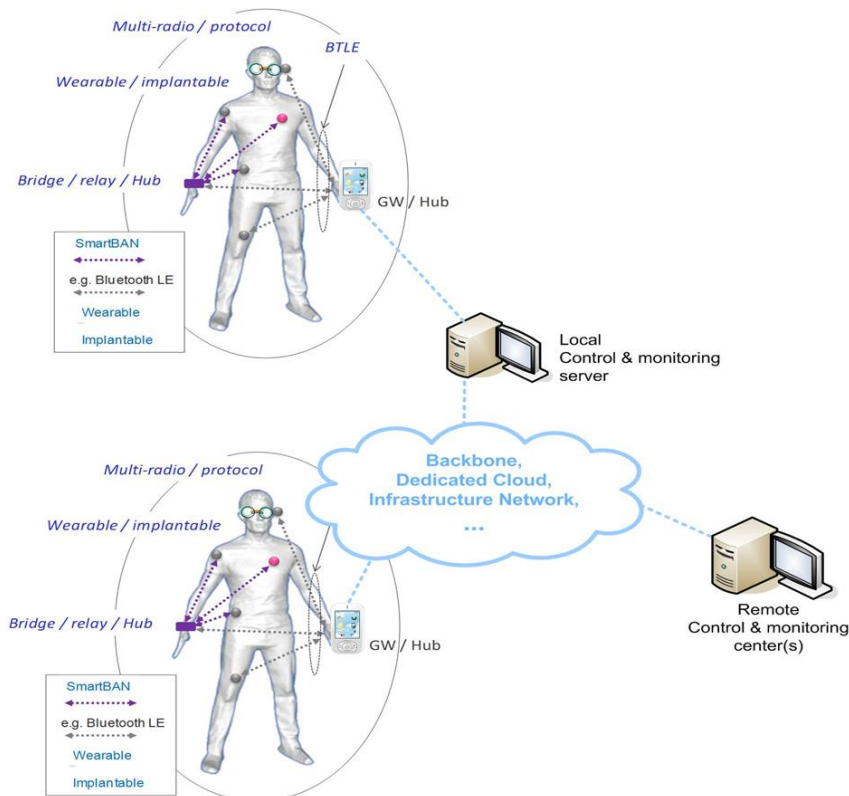 Multi-radio / protocol
BTLE
Wearable / implantable
Bridge / relay / Hub
GW / Hub
SmartBAN
e.g. Bluetooth LE
Wearable
Implantable
Local
Control & monitoring
server
Backbone,
Dedicated Cloud,
Infrastructure Network,
...
Multi-radio / protocol
Wearable / implantable
Bridge / relay / Hub
GW / Hub
SmartBAN
e.g. Bluetooth LE
Wearable
Implantable
Remote
Control & monitoring
center(s)